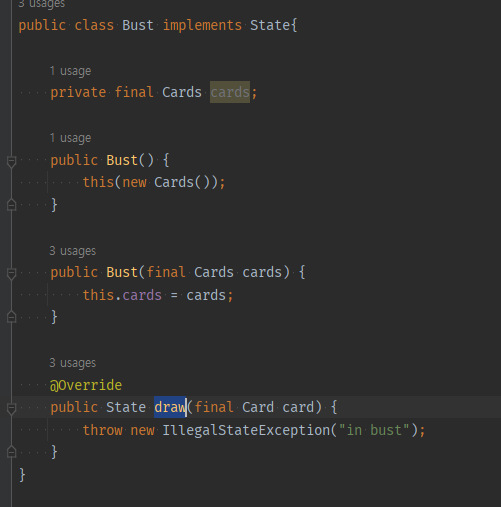 3 usages
public class Bust implements State{
1 usage
private final Cards cards;
1 usage
public Bust() {
this(new Cards());
}
3 usages
public Bust(final Cards cards) {
this.cards = cards;
}
3 usages
@Override
public State draw(final Card card) {
throw new IllegalStateException("in bust");
}
}